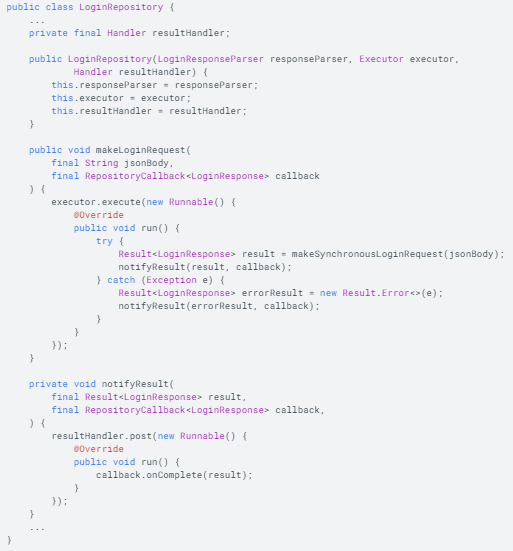 public class LoginRepository {
    ...
    private final Handler resultHandler;

    public LoginRepository(LoginResponseParser responseParser, Executor executor,
            Handler resultHandler) {
        this.responseParser = responseParser;
        this.executor = executor;
        this.resultHandler = resultHandler;
    }

    public void makeLoginRequest(
        final String jsonBody,
        final RepositoryCallback<LoginResponse> callback
    ) {
        executor.execute(new Runnable() {
            @Override
            public void run() {
                try {
                    Result<LoginResponse> result = makeSynchronousLoginRequest(jsonBody);
                    notifyResult(result, callback);
                } catch (Exception e) {
                    Result<LoginResponse> errorResult = new Result.Error<>(e);
                    notifyResult(errorResult, callback);
                }
            }
        });
    }

    private void notifyResult(
        final Result<LoginResponse> result,
        final RepositoryCallback<LoginResponse> callback,
    ) {
        resultHandler.post(new Runnable() {
            @Override
            public void run() {
                callback.onComplete(result);
            }
        });
    }
    ...
}